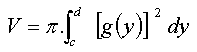 V = π.∫_c^d [g(y)]² dy